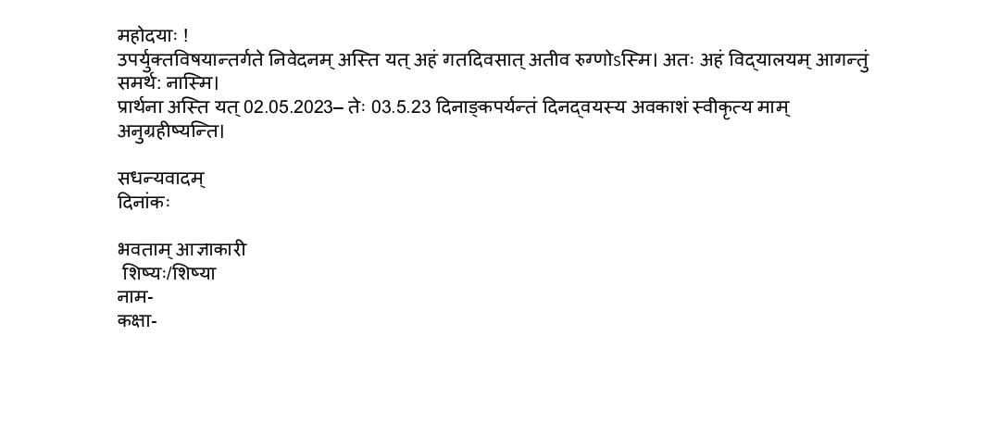 महोदयाः !
उपर्युक्तविषयान्तर्गते निवेदनम् अस्ति यत् अहं गतदिवसात् अतीव रुग्णोऽस्मि। अतः अहं विद्यालयम् आगन्तुं
समर्थ: नास्मि।
प्रार्थना अस्ति यत् 02.05.2023– तेः 03.5.23 दिनाङ्कपर्यन्तं दिनद्वयस्य अवकाशं स्वीकृत्य माम्
अनुग्रहीष्यन्ति।
सधन्यवादम्
दिनांकः
भवताम् आज्ञाकारी
शिष्यः/शिष्या
नाम-
कक्षा-